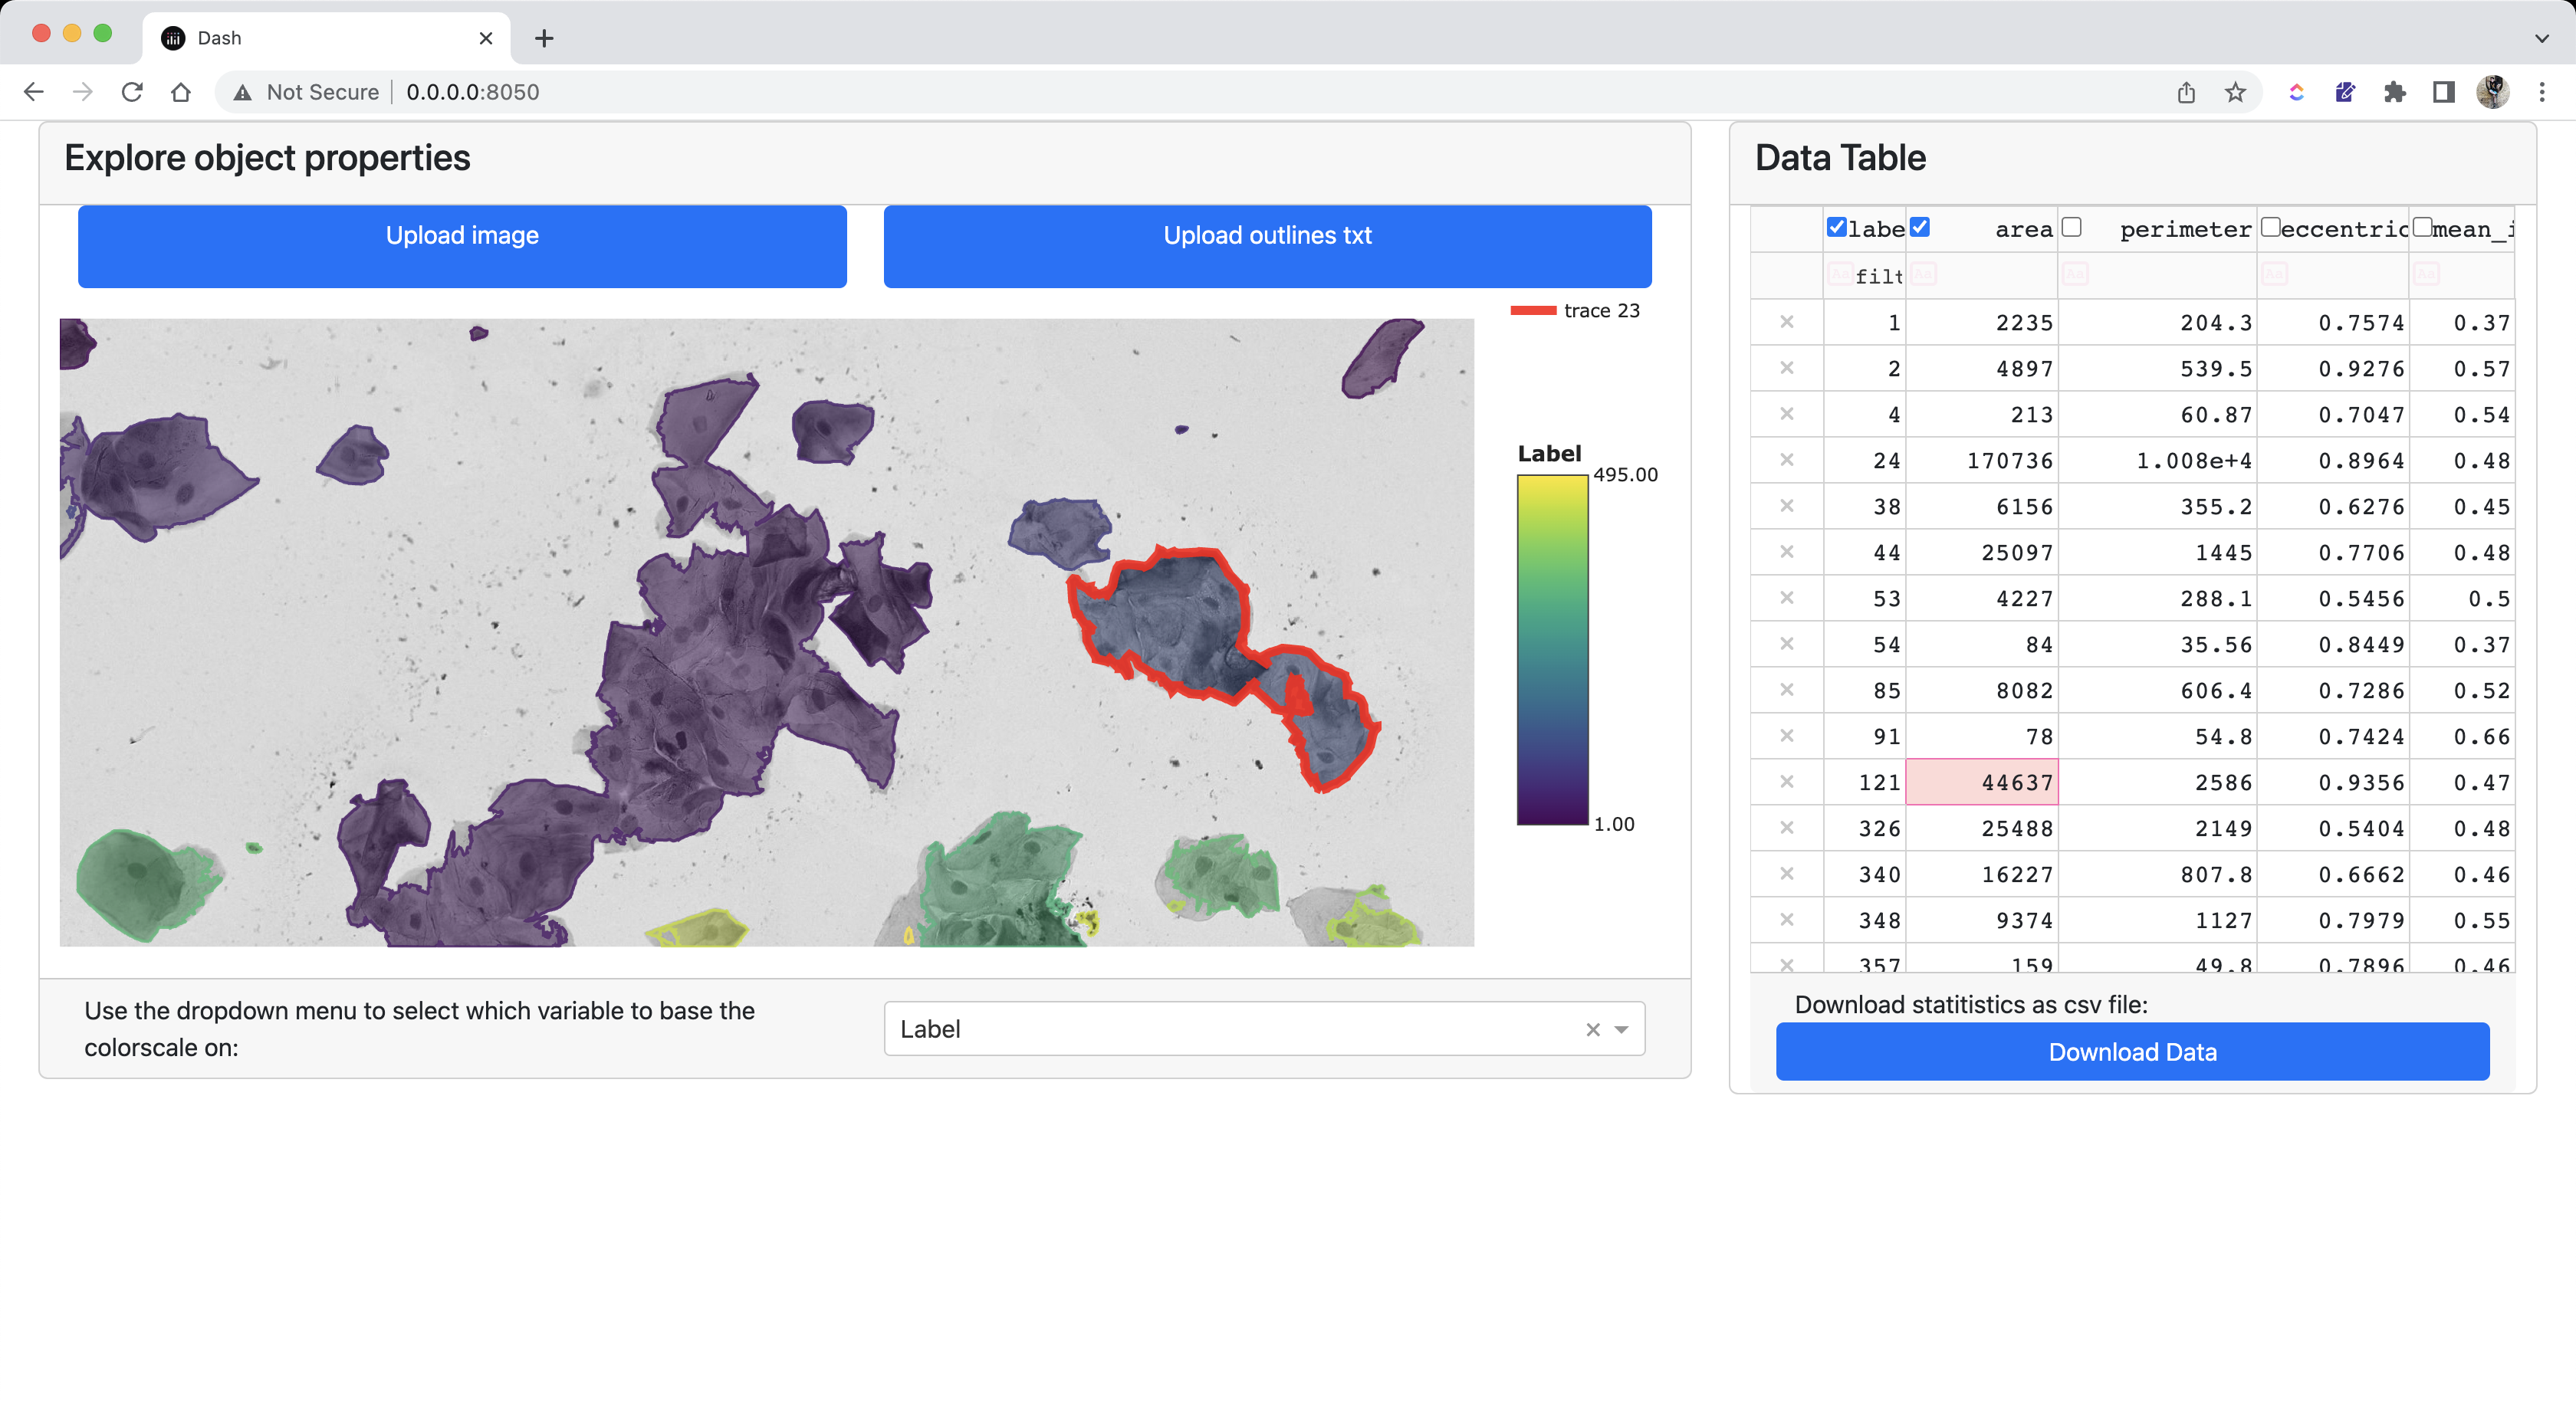 Dash
Not Secure 0.0.0.0:8050
Explore object properties
Upload image Upload outlines txt
trace 23
Label
495.00
1.00
Use the dropdown menu to select which variable to base the
colorscale on:
Label
Data Table
labe area perimeter eccentric mean_i
Aa filt Aa Aa Aa Aa
1 2235 204.3 0.7574 0.37
2 4897 539.5 0.9276 0.57
4 213 60.87 0.7047 0.54
24 170736 1.008e+4 0.8964 0.48
38 6156 355.2 0.6276 0.45
44 25097 1445 0.7706 0.48
53 4227 288.1 0.5456 0.5
54 84 35.56 0.8449 0.37
85 8082 606.4 0.7286 0.52
91 78 54.8 0.7424 0.66
121 44637 2586 0.9356 0.47
326 25488 2149 0.5404 0.48
340 16227 807.8 0.6662 0.46
348 9374 1127 0.7979 0.55
357 159 49.8 0.7896 0.46
Download statitistics as csv file:
Download Data